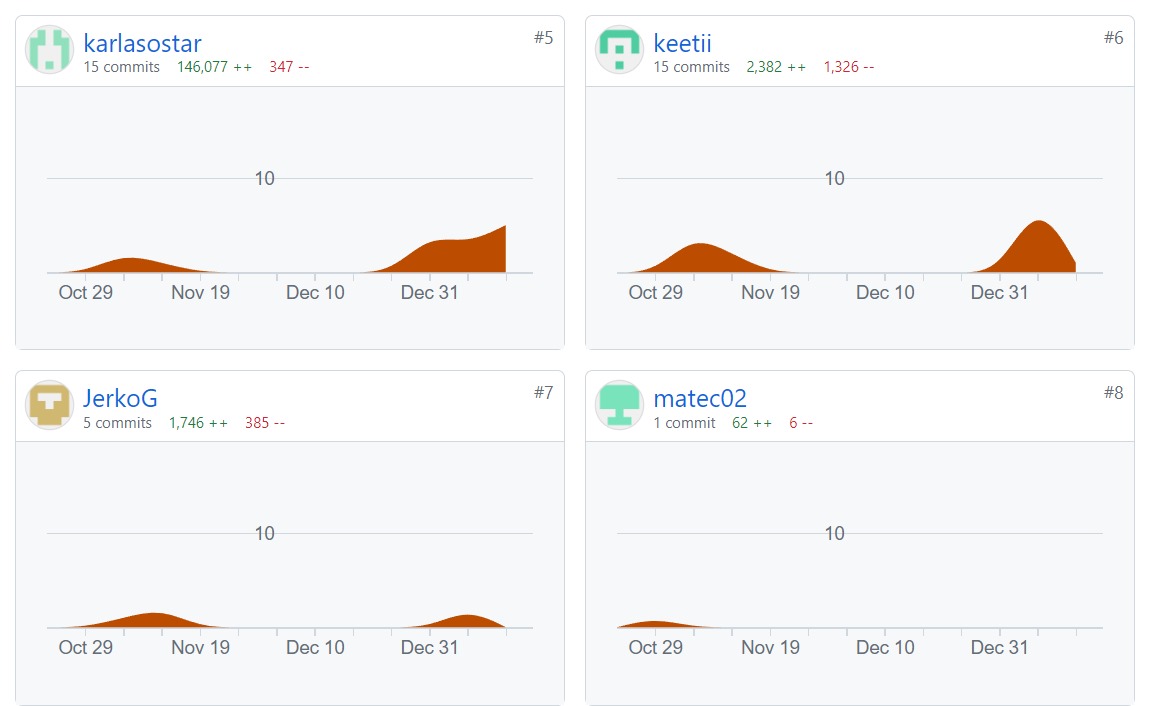 karlasostar #5
15 commits 146,077 ++ 347 --
10
Oct 29 Nov 19 Dec 10 Dec 31
keetii #6
15 commits 2,382 ++ 1,326 --
10
Oct 29 Nov 19 Dec 10 Dec 31
JerkoG #7
5 commits 1,746 ++ 385 --
10
Oct 29 Nov 19 Dec 10 Dec 31
matec02 #8
1 commit 62 ++ 6 --
10
Oct 29 Nov 19 Dec 10 Dec 31